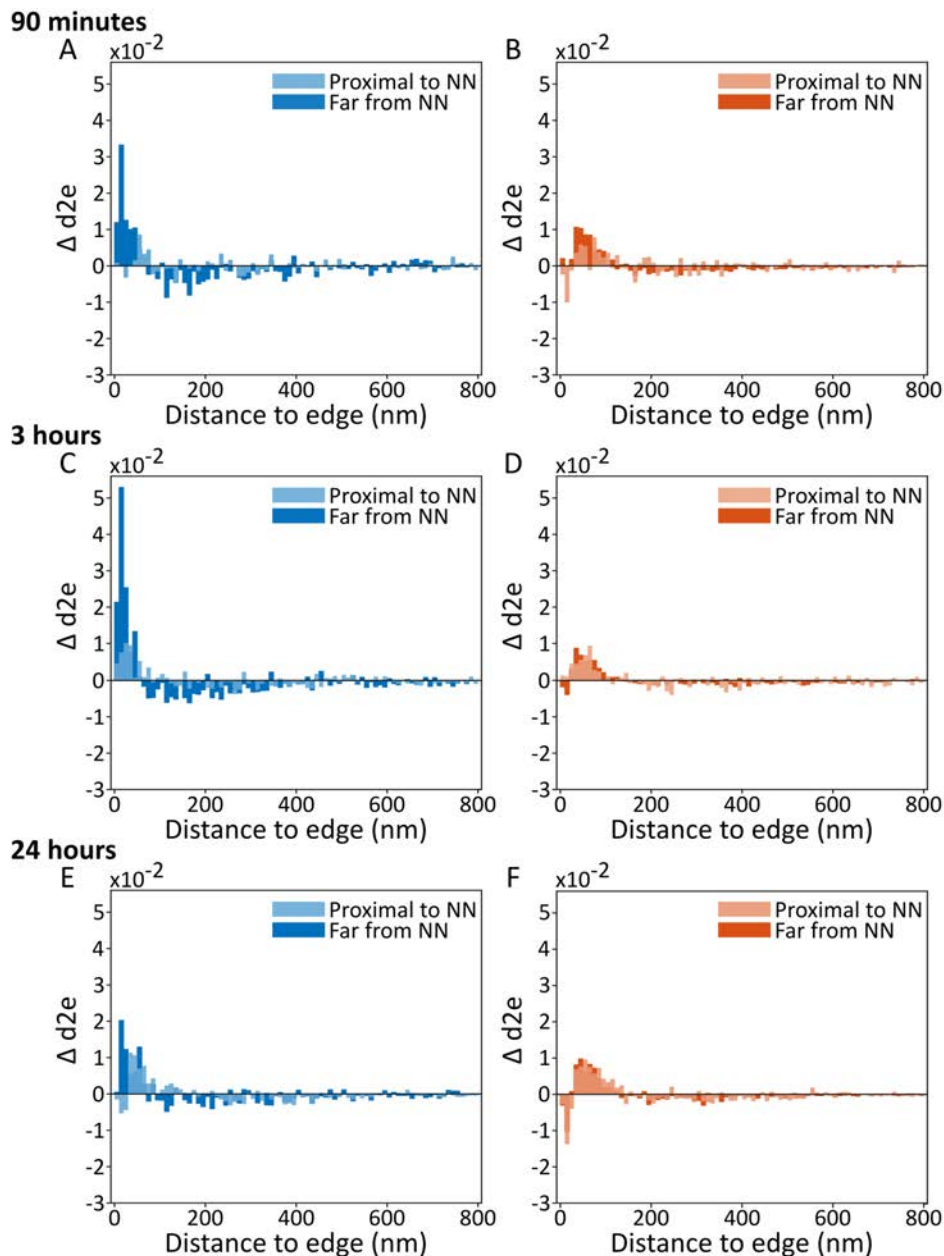 90 minutes
A x10-2 B x10-2
5 Proximal to NN 5 Proximal to NN
4 Far from NN 4 Far from NN
3 3
2 2
1 1
0 0
-1 -1
-2 -2
-3 -3
Δ d2e Δ d2e
0 200 400 600 800 0 200 400 600 800
Distance to edge (nm) Distance to edge (nm)
3 hours
C x10-2 D x10-2
5 Proximal to NN 5 Proximal to NN
4 Far from NN 4 Far from NN
3 3
2 2
1 1
0 0
-1 -1
-2 -2
-3 -3
Δ d2e Δ d2e
0 200 400 600 800 0 200 400 600 800
Distance to edge (nm) Distance to edge (nm)
24 hours
E x10-2 F x10-2
5 Proximal to NN 5 Proximal to NN
4 Far from NN 4 Far from NN
3 3
2 2
1 1
0 0
-1 -1
-2 -2
-3 -3
Δ d2e Δ d2e
0 200 400 600 800 0 200 400 600 800
Distance to edge (nm) Distance to edge (nm)